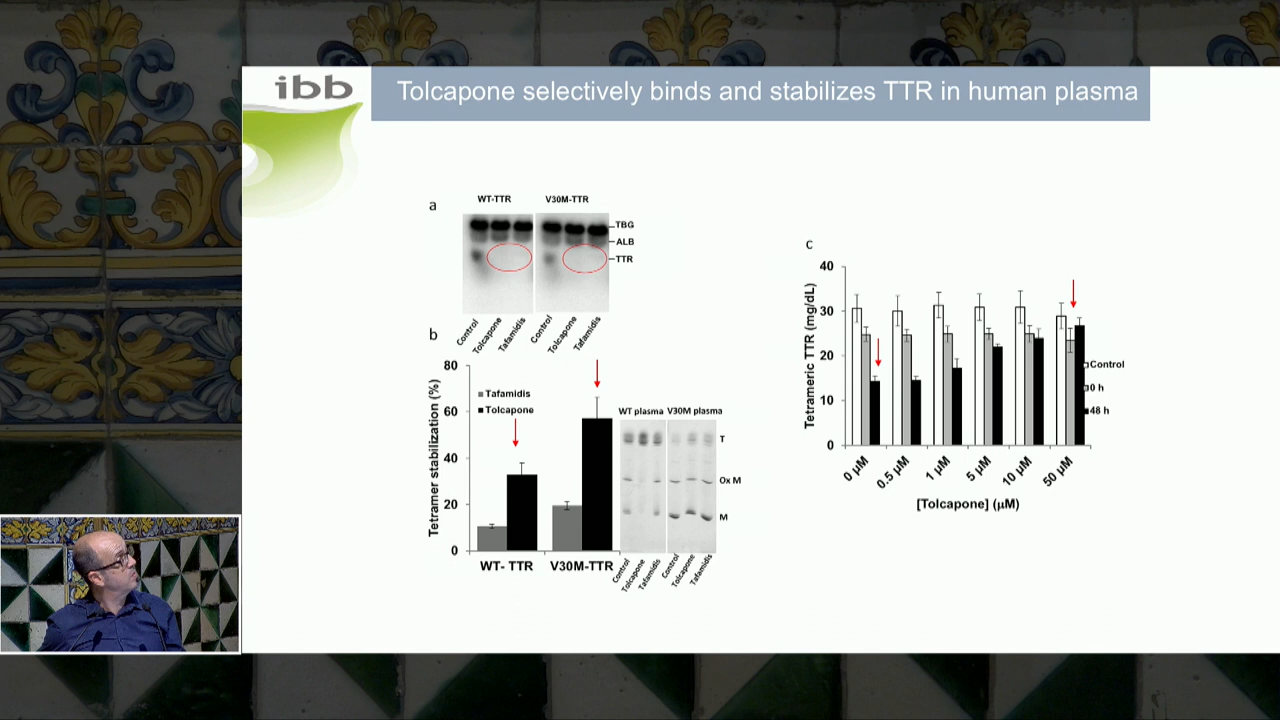 ibb
Tolcapone selectively binds and stabilizes TTR in human plasma
a
WT-TTR
V30M-TTR
TBG
ALB
TTR
Control
Tolcapone
Tafamidis
Control
Tolcapone
Tafamidis
b
Tetramer stabilization (%)
80
60
40
20
0
Tafamidis
Tolcapone
WT- TTR
V30M-TTR
WT plasma
V30M plasma
T
Ox M
M
Control
Tolcapone
Tafamidis
Control
Tolcapone
Tafamidis
c
Tetrameric TTR (mg/dL)
40
30
20
10
0
Control
0 h
48 h
0 µM
0.5 µM
1 µM
5 µM
10 µM
50 µM
[Tolcapone] (µM)